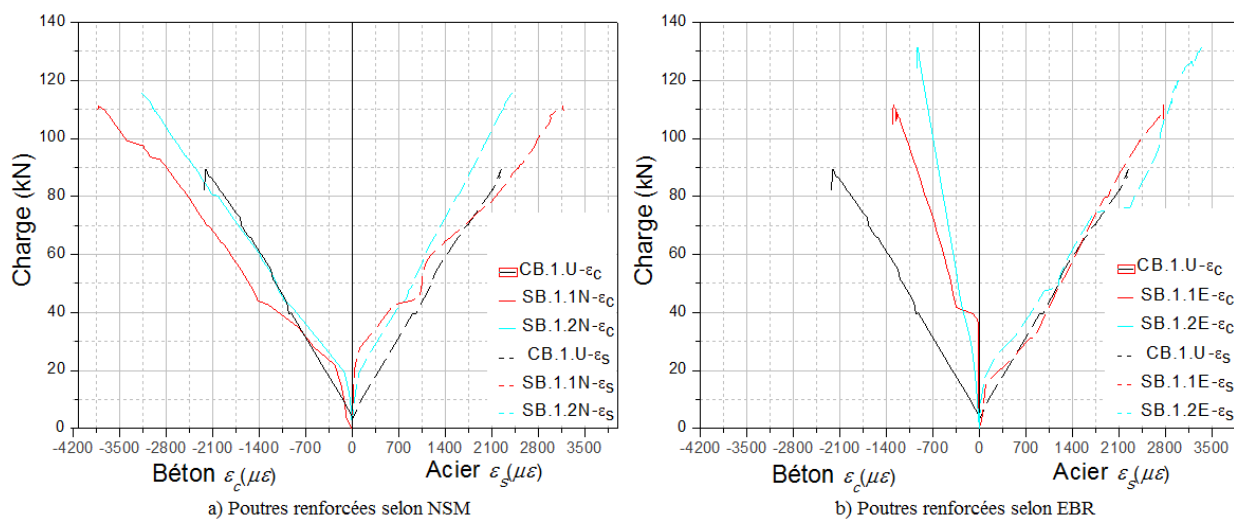 140
120
100
80
60
40
20
0
Charge (kN)
-4200 -3500 -2800 -2100 -1400 -700 0 700 1400 2100 2800 3500
Béton εc(με)
Acier εs(με)
CB.1.U-εc
SB.1.1N-εc
SB.1.2N-εc
CB.1.U-εs
SB.1.1N-εs
SB.1.2N-εs
a) Poutres renforcées selon NSM
140
120
100
80
60
40
20
0
Charge (kN)
-4200 -3500 -2800 -2100 -1400 -700 0 700 1400 2100 2800 3500
Béton εc(με)
Acier εs(με)
CB.1.U-εc
SB.1.1E-εc
SB.1.2E-εc
CB.1.U-εs
SB.1.1E-εs
SB.1.2E-εs
b) Poutres renforcées selon EBR